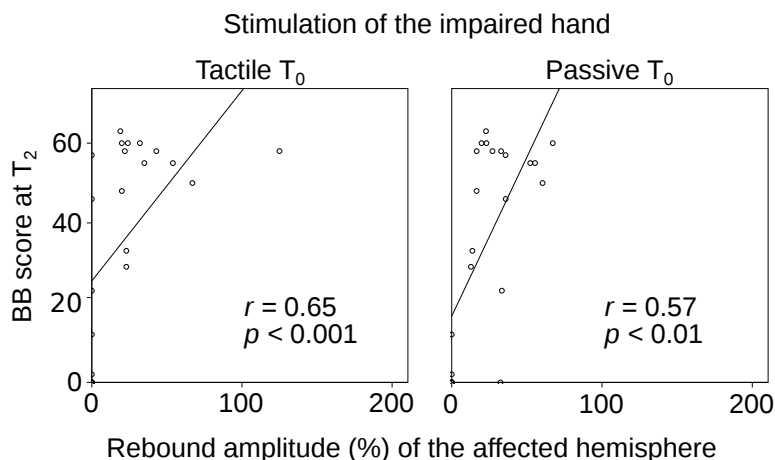 Stimulation of the impaired hand
Tactile T0
Passive T0
BB score at T2
60
40
20
0
r = 0.65
p < 0.001
r = 0.57
p < 0.01
0 100 200
0 100 200
Rebound amplitude (%) of the affected hemisphere